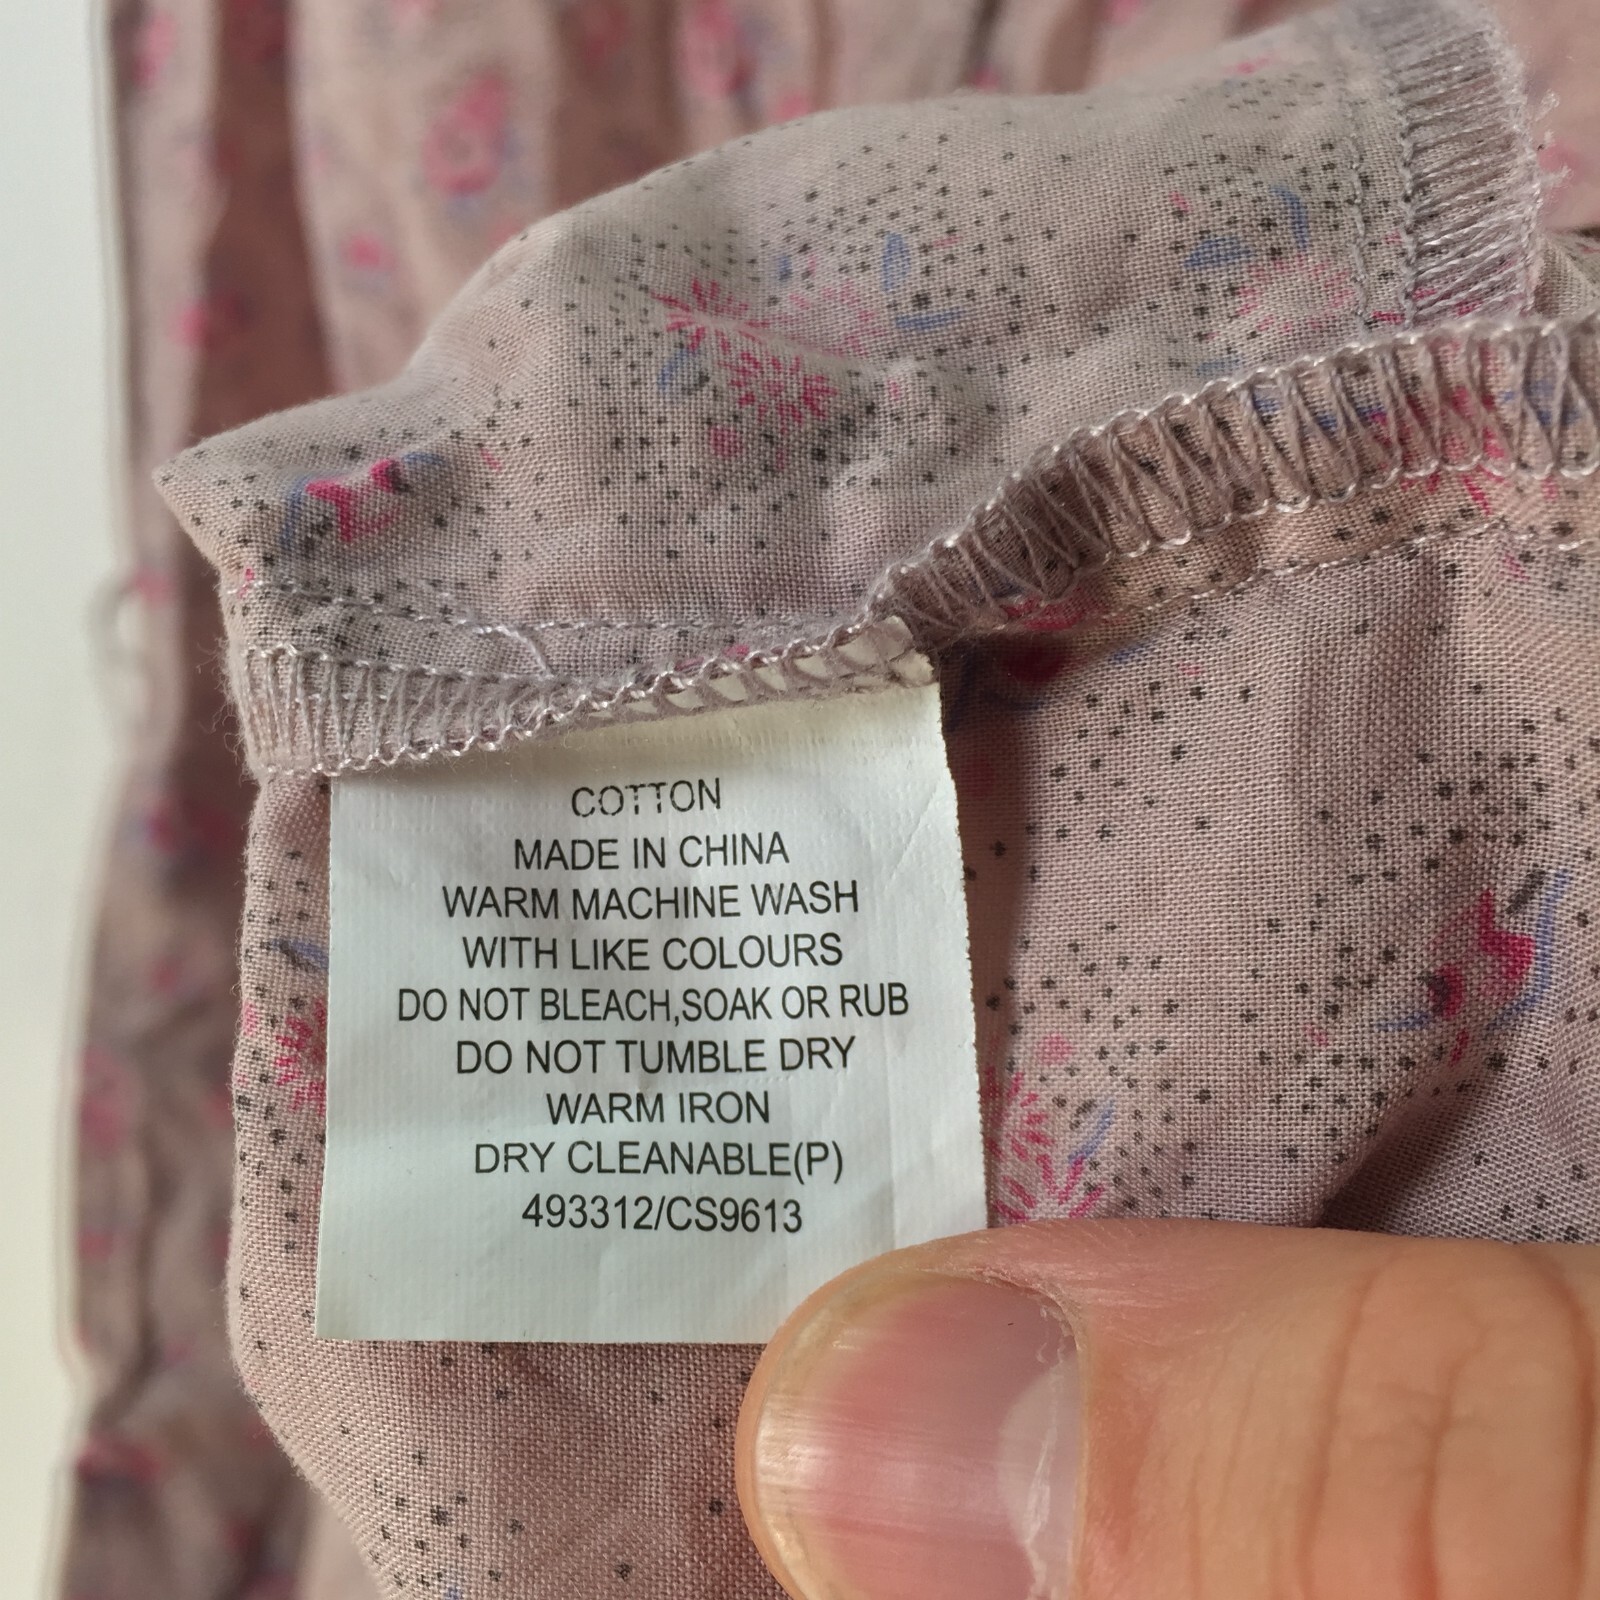 COTTON
MADE IN CHINA
WARM MACHINE WASH
WITH LIKE COLOURS
DO NOT BLEACH,SOAK OR RUB
DO NOT TUMBLE DRY
WARM IRON
DRY CLEANABLE(P)
493312/CS9613